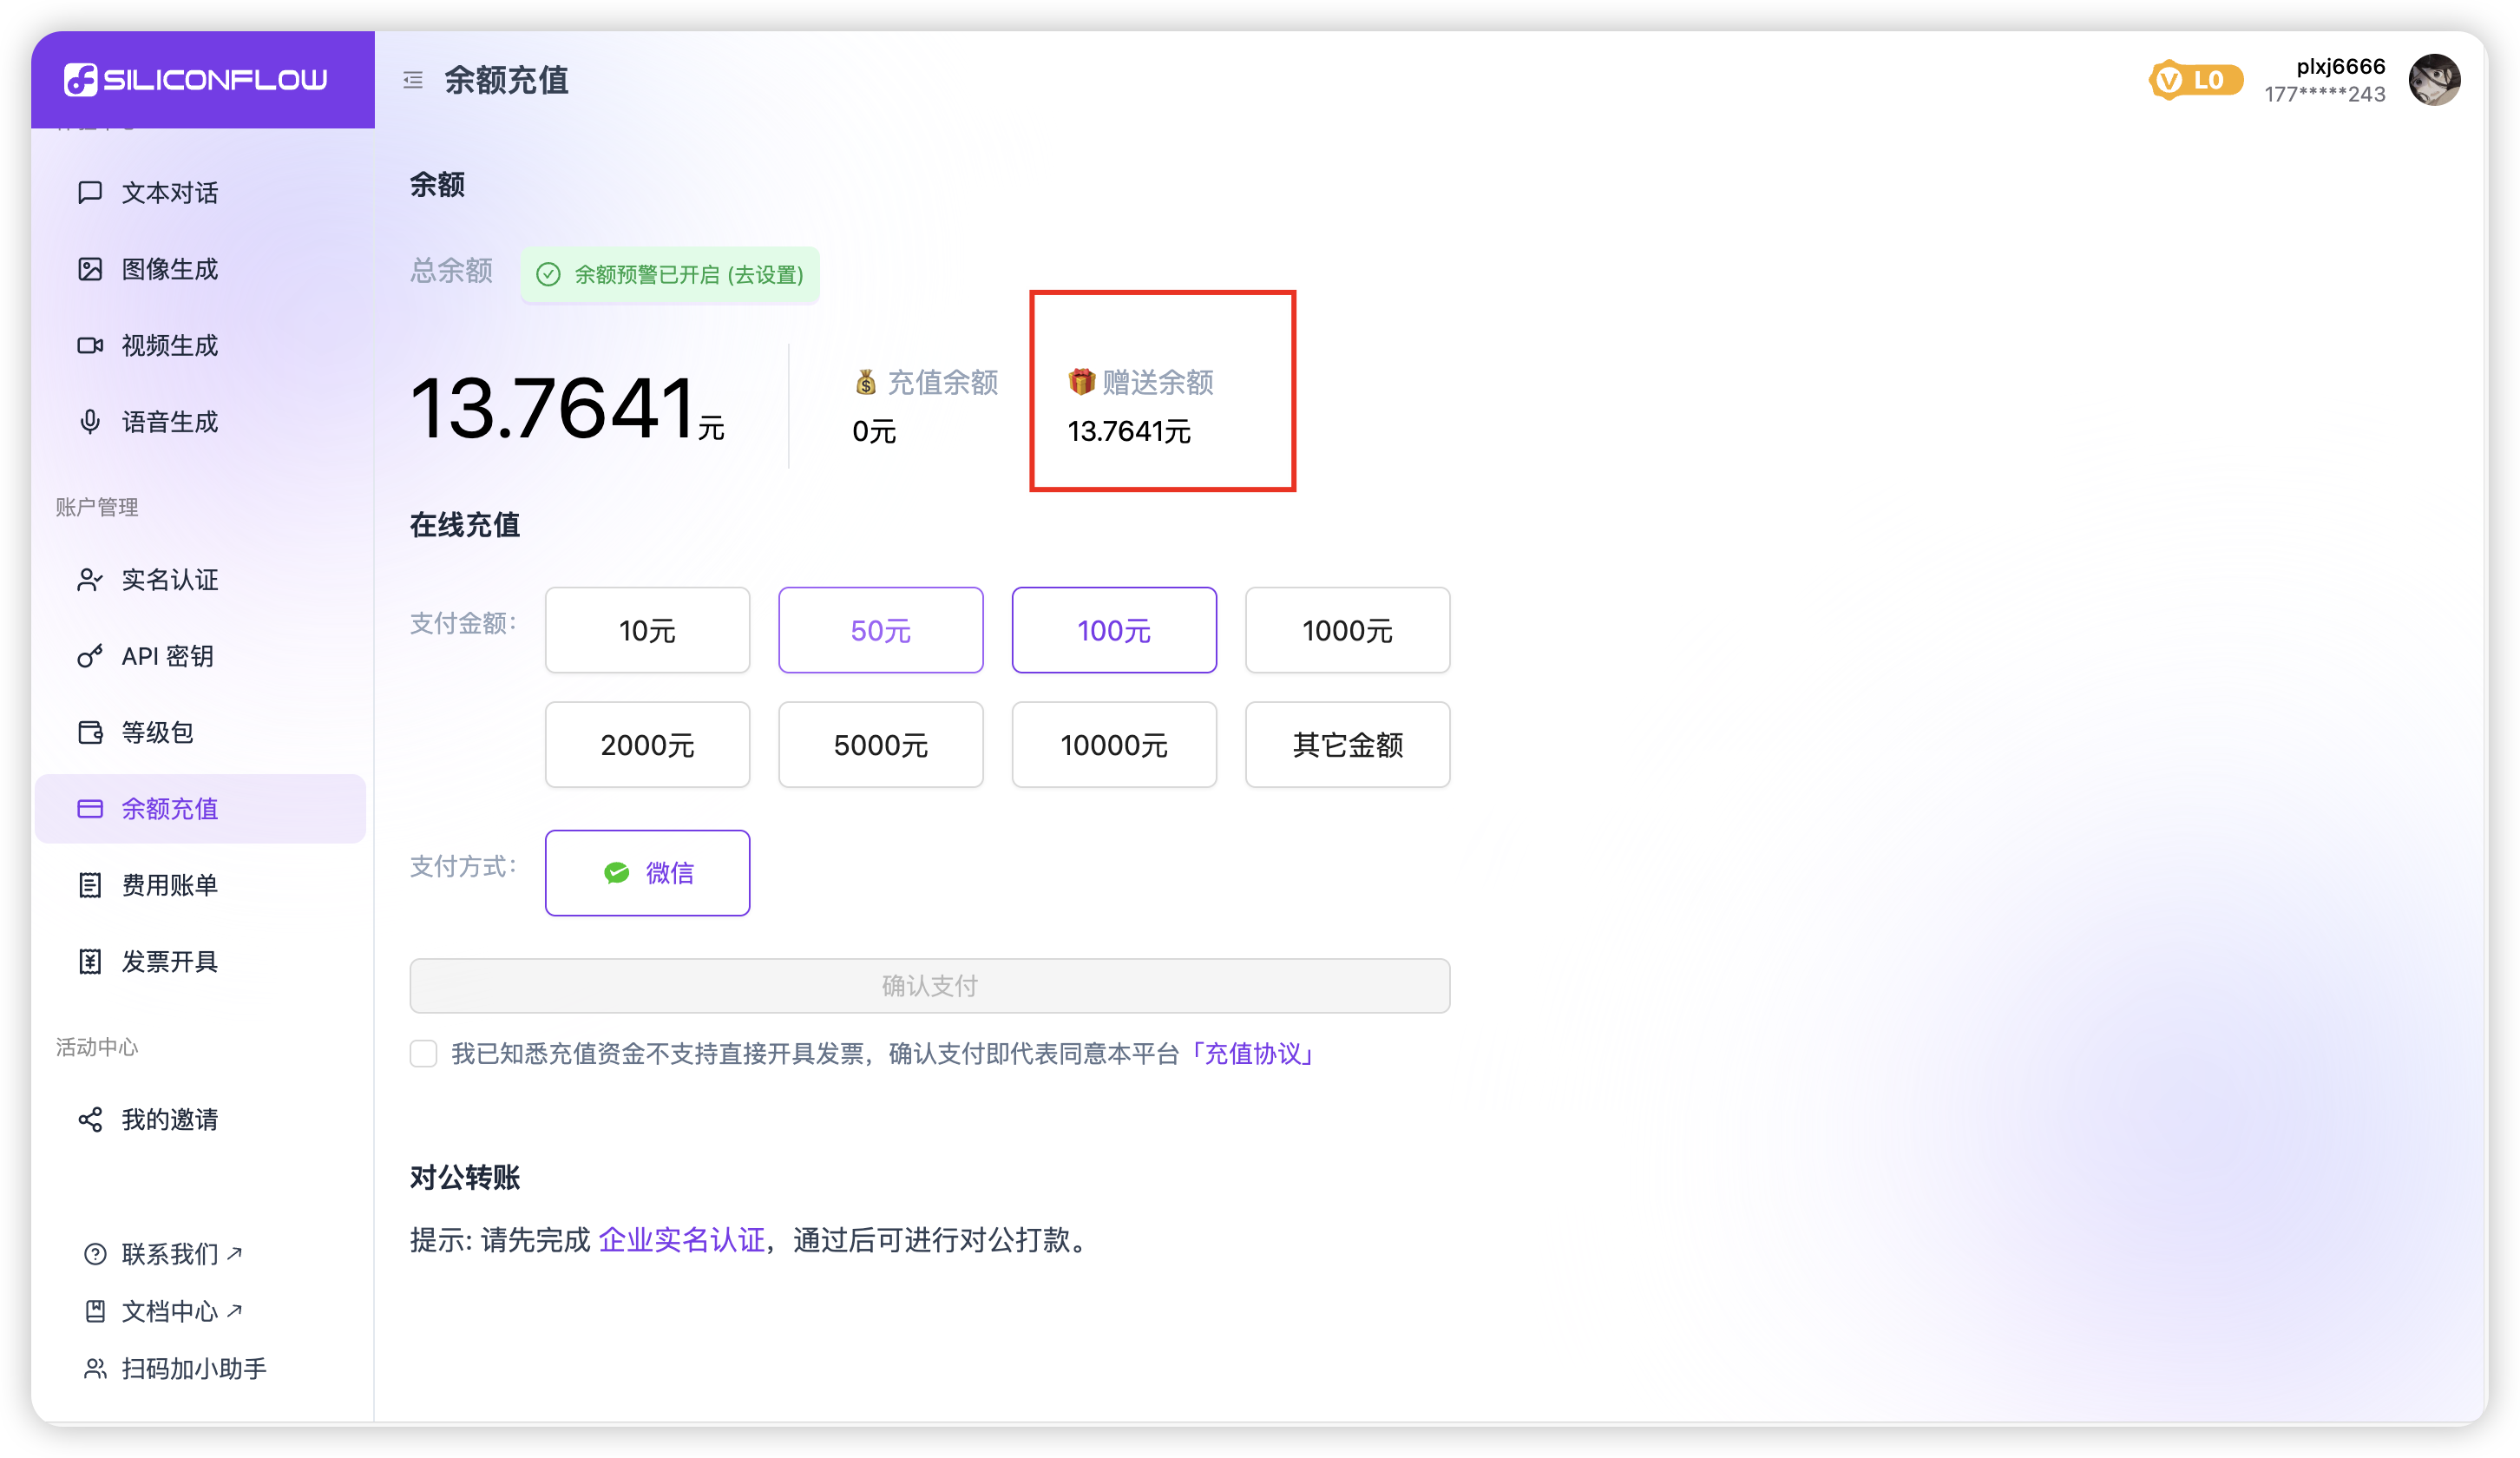 SILICONFLOW
余额充值
L0
plxj6666
177*****243
文本对话
图像生成
视频生成
语音生成
账户管理
实名认证
API 密钥
等级包
余额充值
费用账单
发票开具
活动中心
我的邀请
联系我们
文档中心
扫码加小助手
余额
总余额
余额预警已开启 (去设置)
13.7641元
充值余额
0元
赠送余额
13.7641元
在线充值
支付金额：
10元 50元 100元 1000元
2000元 5000元 10000元 其它金额
支付方式：
微信
确认支付
我已知悉充值资金不支持直接开具发票，确认支付即代表同意本平台「充值协议」
对公转账
提示: 请先完成 企业实名认证，通过后可进行对公打款。